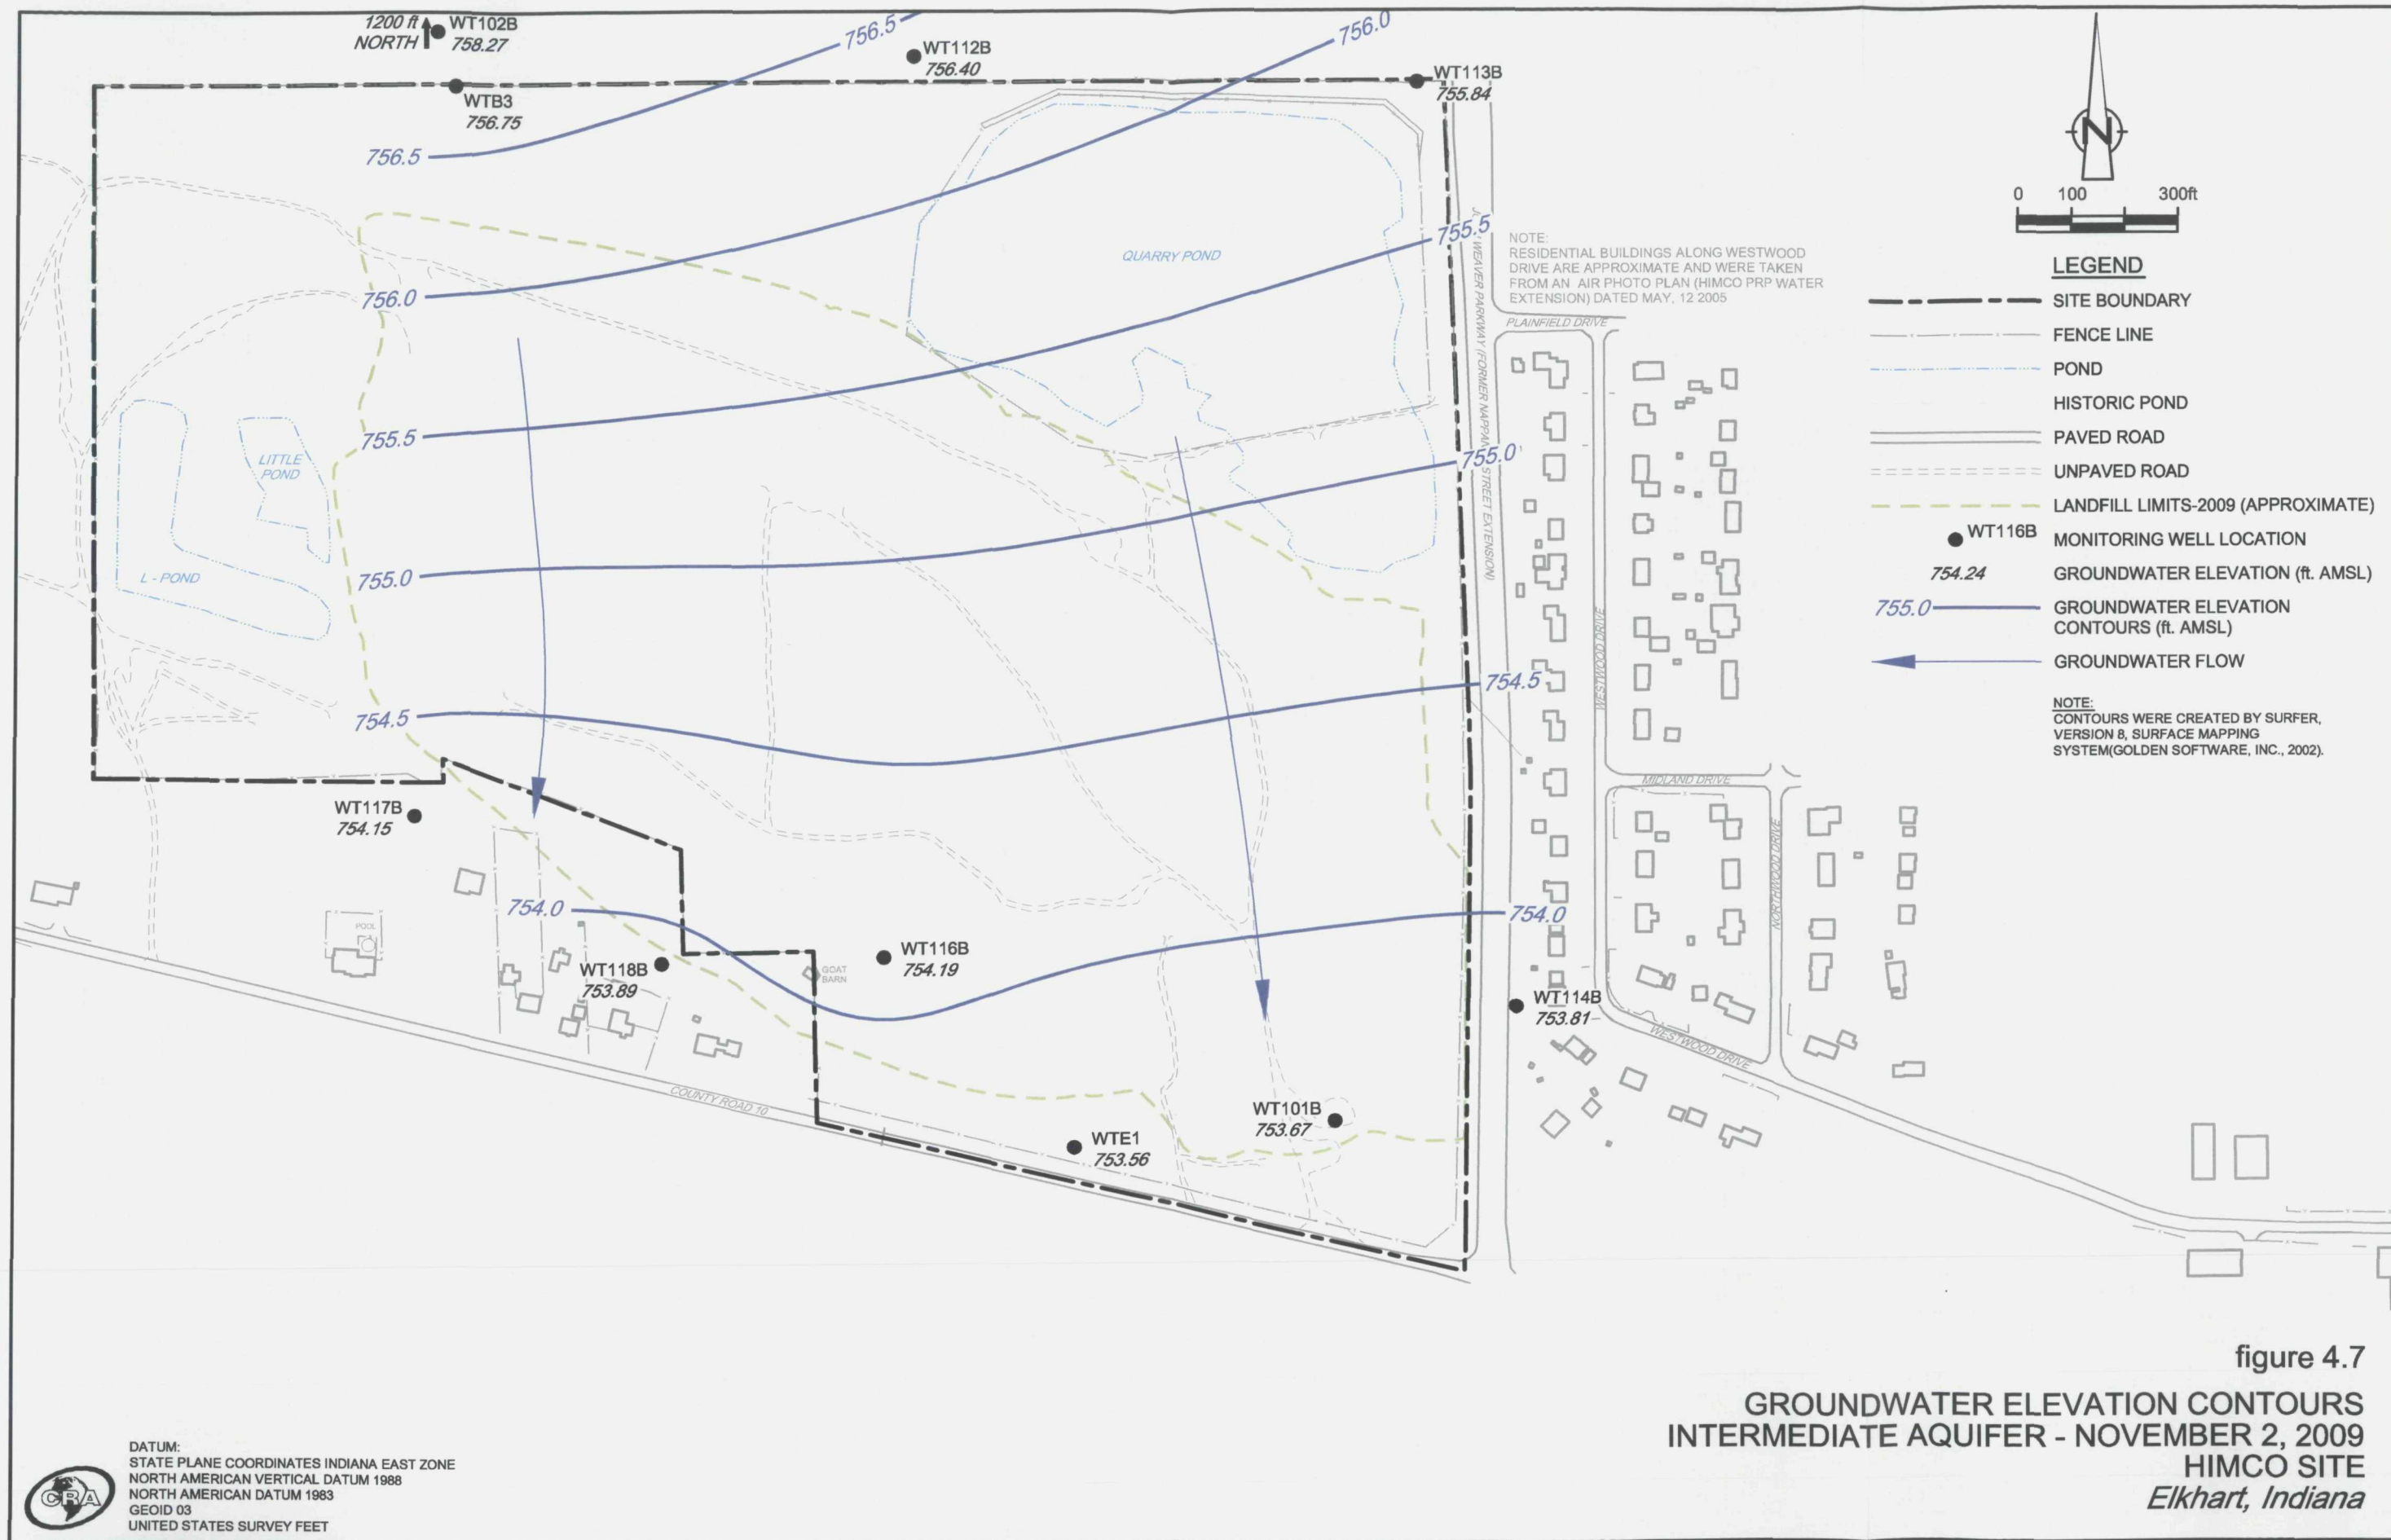 1200 ft
NORTH
WT102B
758.27
756.5
WT112B
756.40
756.0
WT113B
755.84
WTB3
756.75
756.5
755.5
QUARRY POND
756.0
NOTE:
RESIDENTIAL BUILDINGS ALONG WESTWOOD
DRIVE ARE APPROXIMATE AND WERE TAKEN
FROM AN AIR PHOTO PLAN (HIMCO PRP WATER
EXTENSION) DATED MAY, 12 2005
PLAINFIELD DRIVE
WEAVER PARKWAY (FORMER NAPPANEE STREET EXTENSION)
755.5
LITTLE
POND
755.0
L - POND
755.0
WESTWOOD DRIVE
754.5
754.5
MIDLAND DRIVE
WT117B
754.15
NORTHWOOD DRIVE
754.0
754.0
POOL
WT118B
753.89
GOAT
BARN
WT116B
754.19
WT114B
753.81
WESTWOOD DRIVE
COUNTY ROAD 10
WT101B
753.67
WTE1
753.56
N
0 100 300ft
LEGEND
SITE BOUNDARY
FENCE LINE
POND
HISTORIC POND
PAVED ROAD
UNPAVED ROAD
LANDFILL LIMITS-2009 (APPROXIMATE)
WT116B MONITORING WELL LOCATION
754.24 GROUNDWATER ELEVATION (ft. AMSL)
755.0 GROUNDWATER ELEVATION
CONTOURS (ft. AMSL)
GROUNDWATER FLOW
NOTE:
CONTOURS WERE CREATED BY SURFER,
VERSION 8, SURFACE MAPPING
SYSTEM(GOLDEN SOFTWARE, INC., 2002).
figure 4.7
GROUNDWATER ELEVATION CONTOURS
INTERMEDIATE AQUIFER - NOVEMBER 2, 2009
HIMCO SITE
Elkhart, Indiana
CRA
DATUM:
STATE PLANE COORDINATES INDIANA EAST ZONE
NORTH AMERICAN VERTICAL DATUM 1988
NORTH AMERICAN DATUM 1983
GEOID 03
UNITED STATES SURVEY FEET